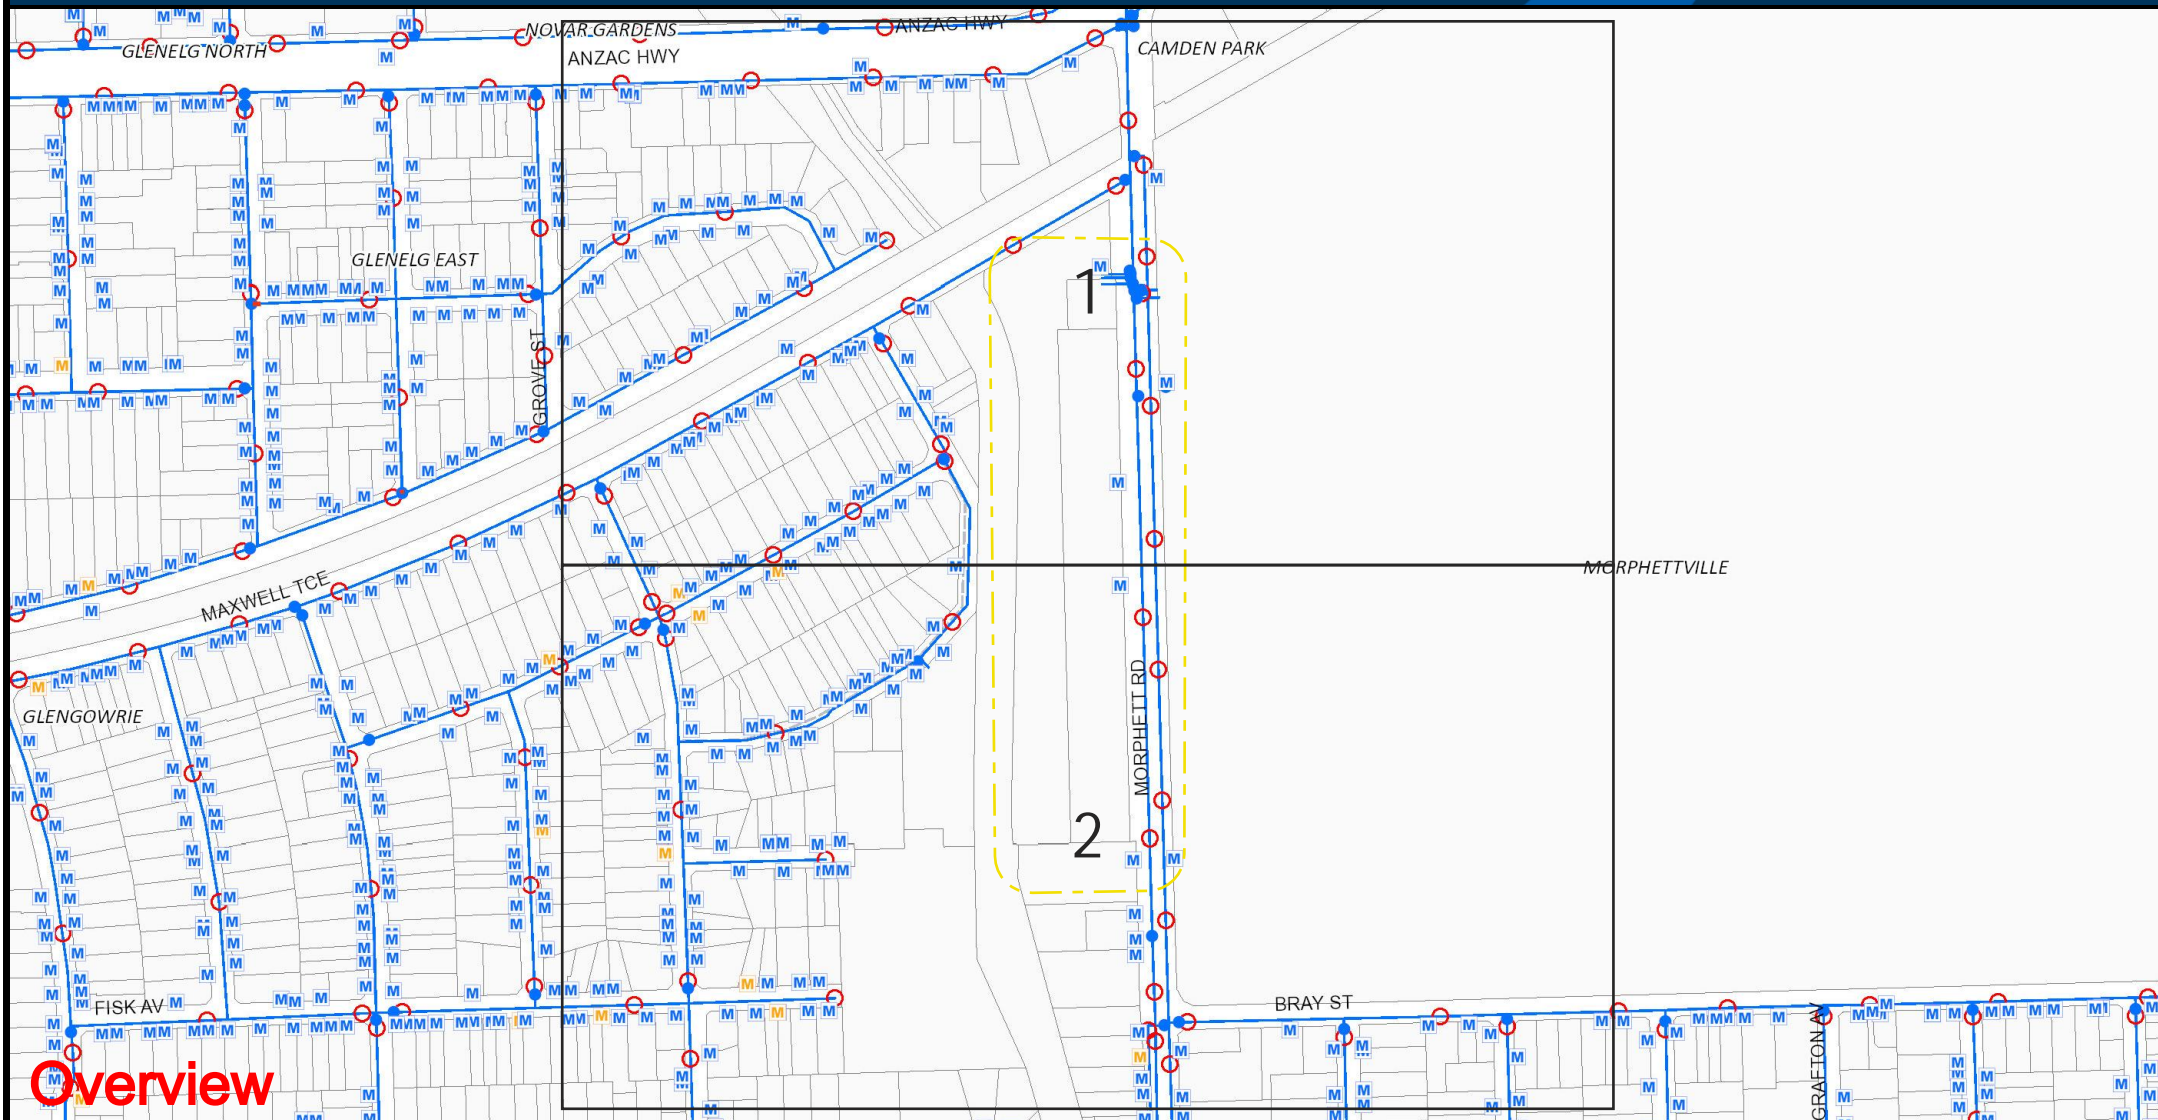 NOVAR GARDENS
ANZAC HWY
GLENELG NORTH
ANZAC HWY
CAMDEN PARK
GLENELG EAST
1
GROVE ST
MORPHETTVILLE
MAXWELL TCE
GLENGOWRIE
MORPHETT RD
2
FISK AV
BRAY ST
GRAFTON AV
Overview